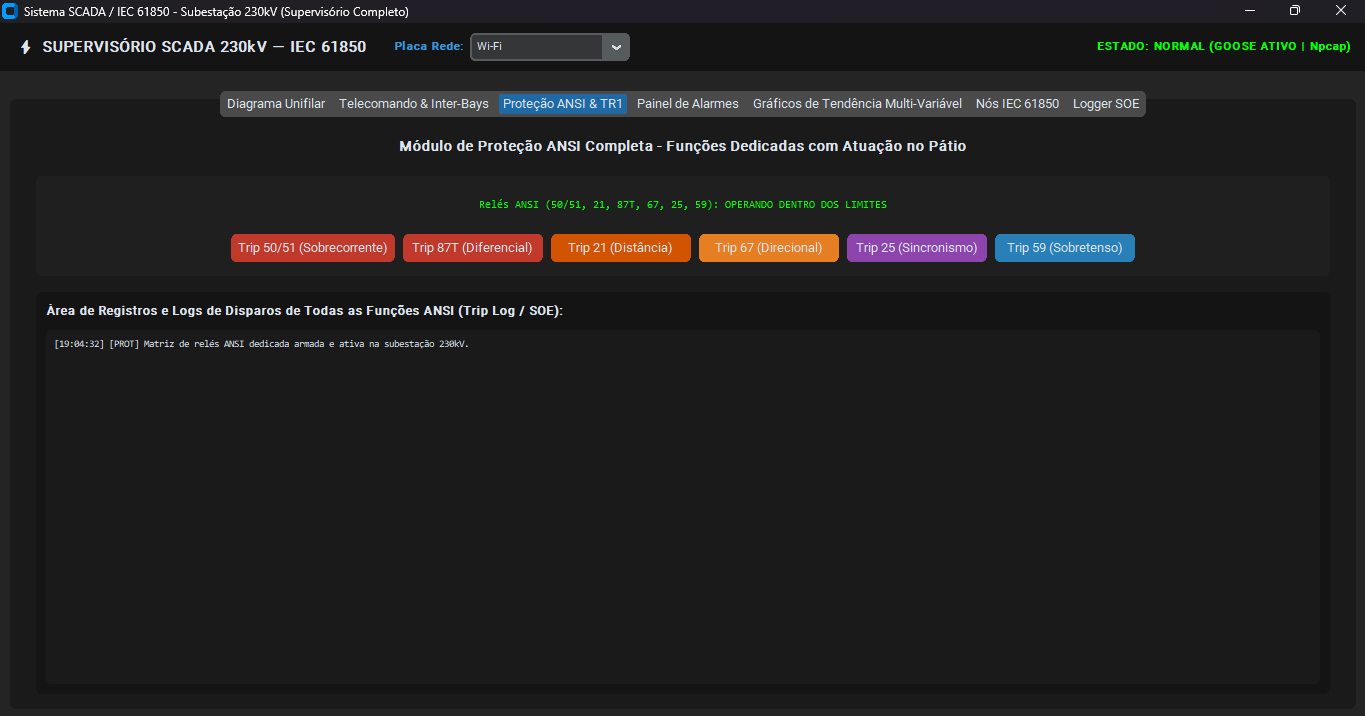 Sistema SCADA / IEC 61850 - Subestação 230kV (Supervisório Completo)
SUPERVISÓRIO SCADA 230kV — IEC 61850
Placa Rede: Wi-Fi
ESTADO: NORMAL (GOOSE ATIVO | Npcap)
Diagrama Unifilar Telecomando & Inter-Bays Proteção ANSI & TR1 Painel de Alarmes Gráficos de Tendência Multi-Variável Nós IEC 61850 Logger SOE
Módulo de Proteção ANSI Completa - Funções Dedicadas com Atuação no Pátio
Relés ANSI (50/51, 21, 87T, 67, 25, 59): OPERANDO DENTRO DOS LIMITES
Trip 50/51 (Sobrecorrente) Trip 87T (Diferencial) Trip 21 (Distância) Trip 67 (Direcional) Trip 25 (Sincronismo) Trip 59 (Sobretenso)
Área de Registros e Logs de Disparos de Todas as Funções ANSI (Trip Log / SOE):
[19:04:32] [PROT] Matriz de relés ANSI dedicada armada e ativa na subestação 230kV.